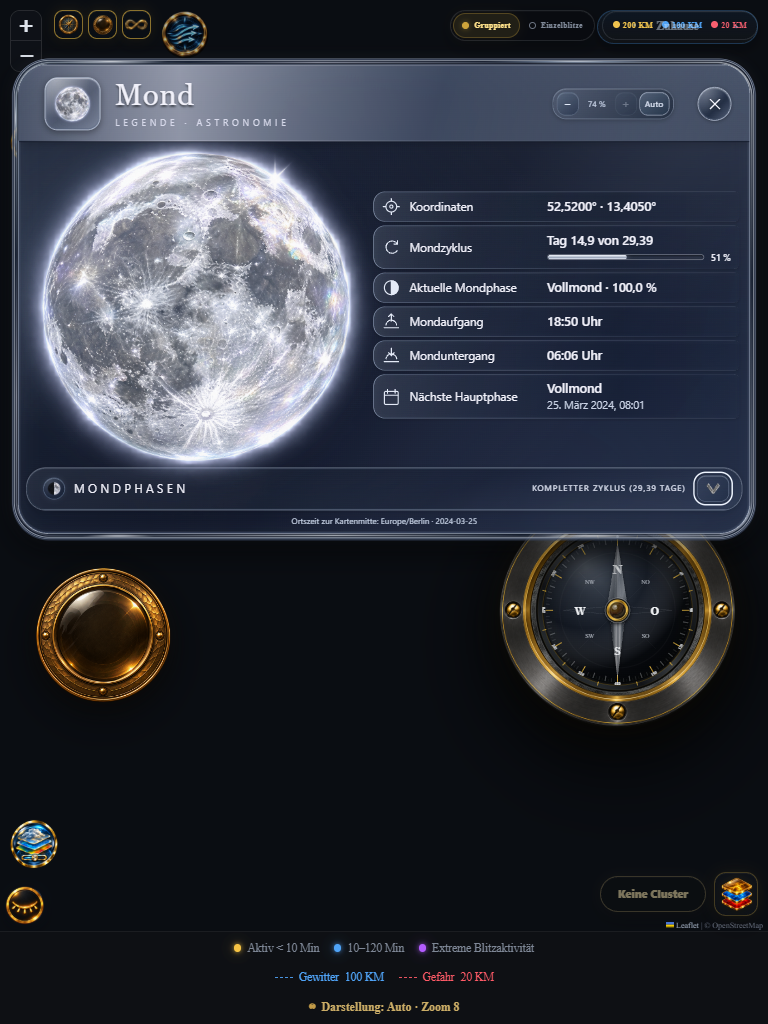 +
−
Gruppiert
Einzelblitze
200 KM
100 KM
20 KM
Mond
LEGENDE · ASTRONOMIE
− 74 % + Auto
Koordinaten 52,5200° · 13,4050°
Mondzyklus Tag 14,9 von 29,39
51 %
Aktuelle Mondphase Vollmond · 100,0 %
Mondaufgang 18:50 Uhr
Monduntergang 06:06 Uhr
Nächste Hauptphase Vollmond
25. März 2024, 08:01
MONDPHASEN KOMPLETTER ZYKLUS (29,39 TAGE)
Ortszeit zur Kartenmitte: Europe/Berlin · 2024-03-25
N
NW NO
W O
SW SO
S
Keine Cluster
Leaflet | © OpenStreetMap
Aktiv < 10 Min 10–120 Min Extreme Blitzaktivität
---- Gewitter 100 KM ---- Gefahr 20 KM
Darstellung: Auto · Zoom 8